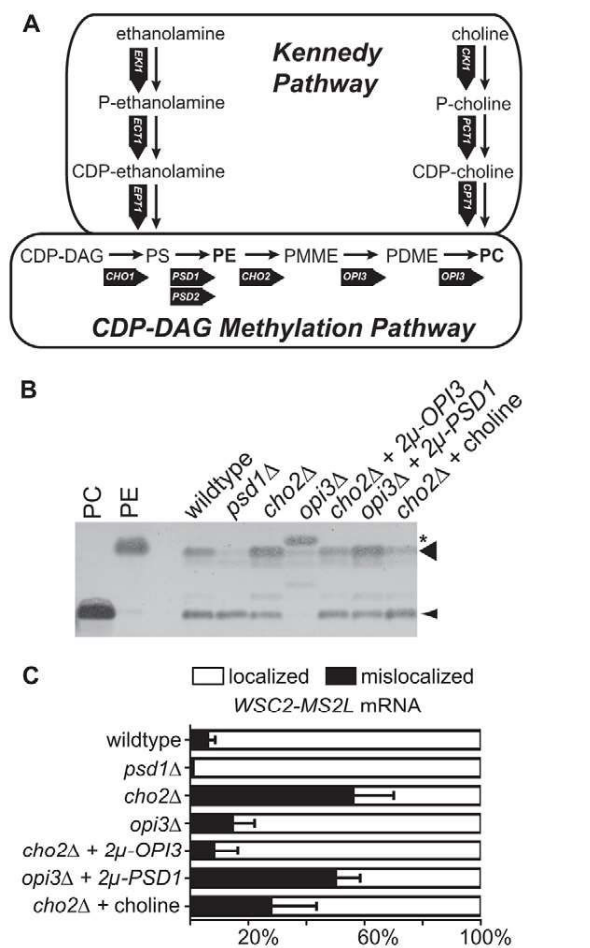 A
ethanolamine
choline
Kennedy
Pathway
EKI1
CKI1
P-ethanolamine
P-choline
ECT1
PCT1
CDP-ethanolamine
CDP-choline
EPT1
CPT1
CDP-DAG PS PE PMME PDME PC
CHO1 PSD1 CHO2 OPI3 OPI3
PSD2
CDP-DAG Methylation Pathway
B
PC
PE
wildtype
psd1Δ
cho2Δ
opi3Δ
cho2Δ + 2µ-OPI3
opi3Δ + 2µ-PSD1
cho2Δ + choline
*
C
localized mislocalized
WSC2-MS2L mRNA
wildtype
psd1Δ
cho2Δ
opi3Δ
cho2Δ + 2µ-OPI3
opi3Δ + 2µ-PSD1
cho2Δ + choline
20% 60% 100%